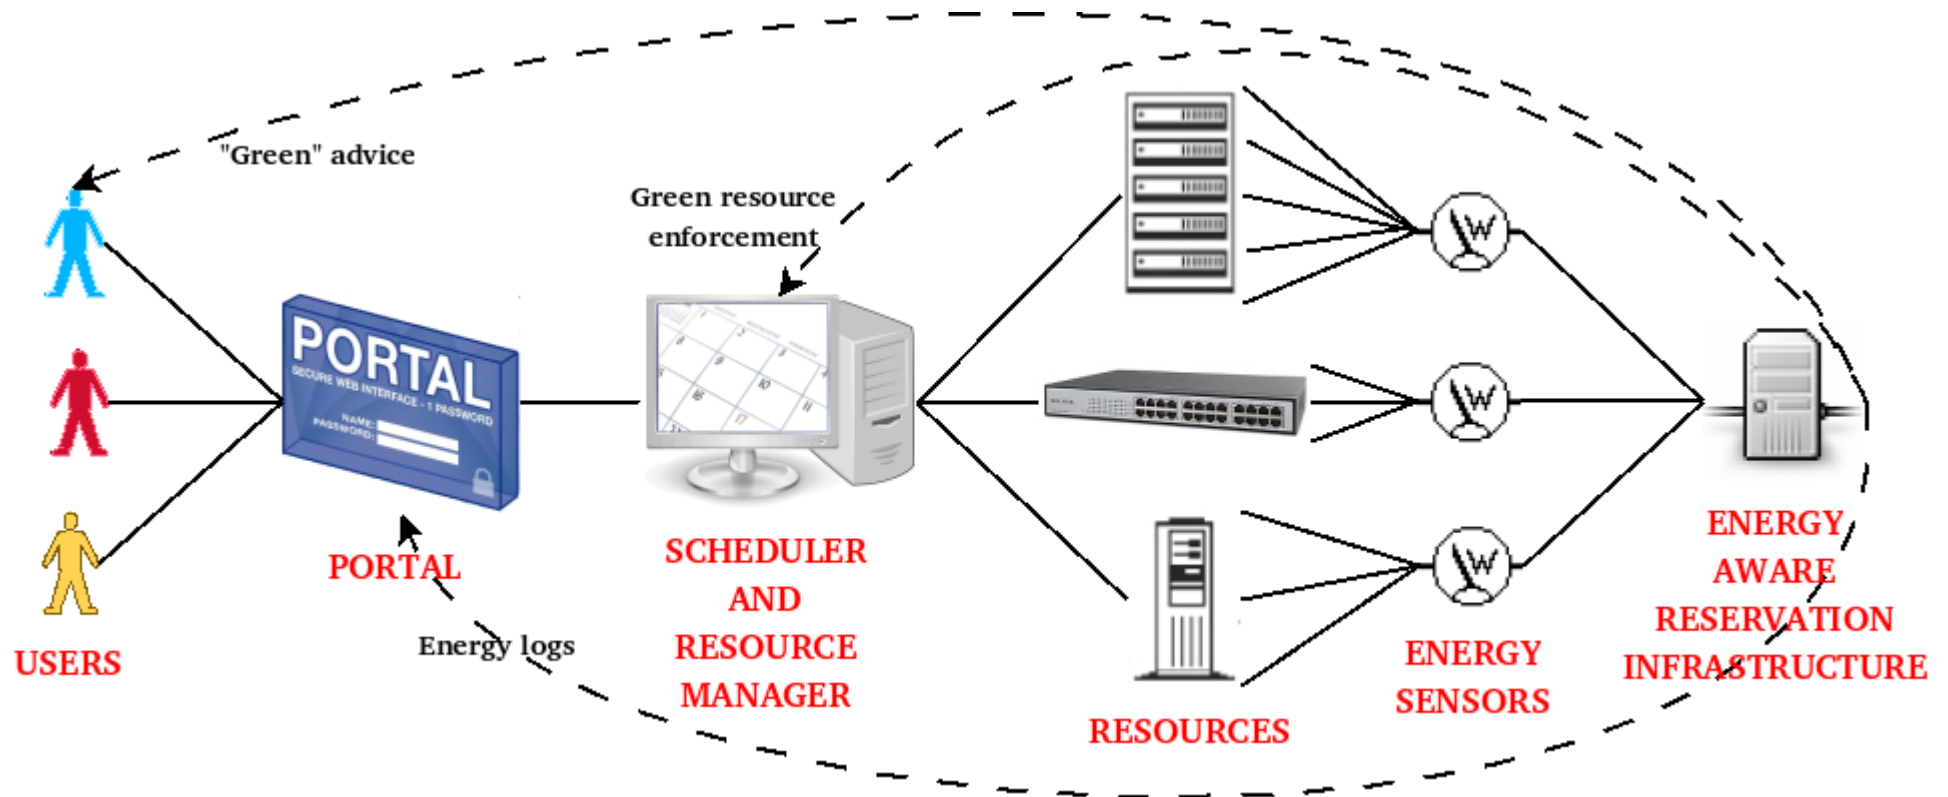 "Green" advice
Green resource
enforcement
PORTAL
SECURE WEB INTERFACE - 1 PASSWORD
NAME:
PASSWORD:
W
W
W
USERS
PORTAL
Energy logs
SCHEDULER
AND
RESOURCE
MANAGER
RESOURCES
ENERGY
SENSORS
ENERGY
AWARE
RESERVATION
INFRASTRUCTURE